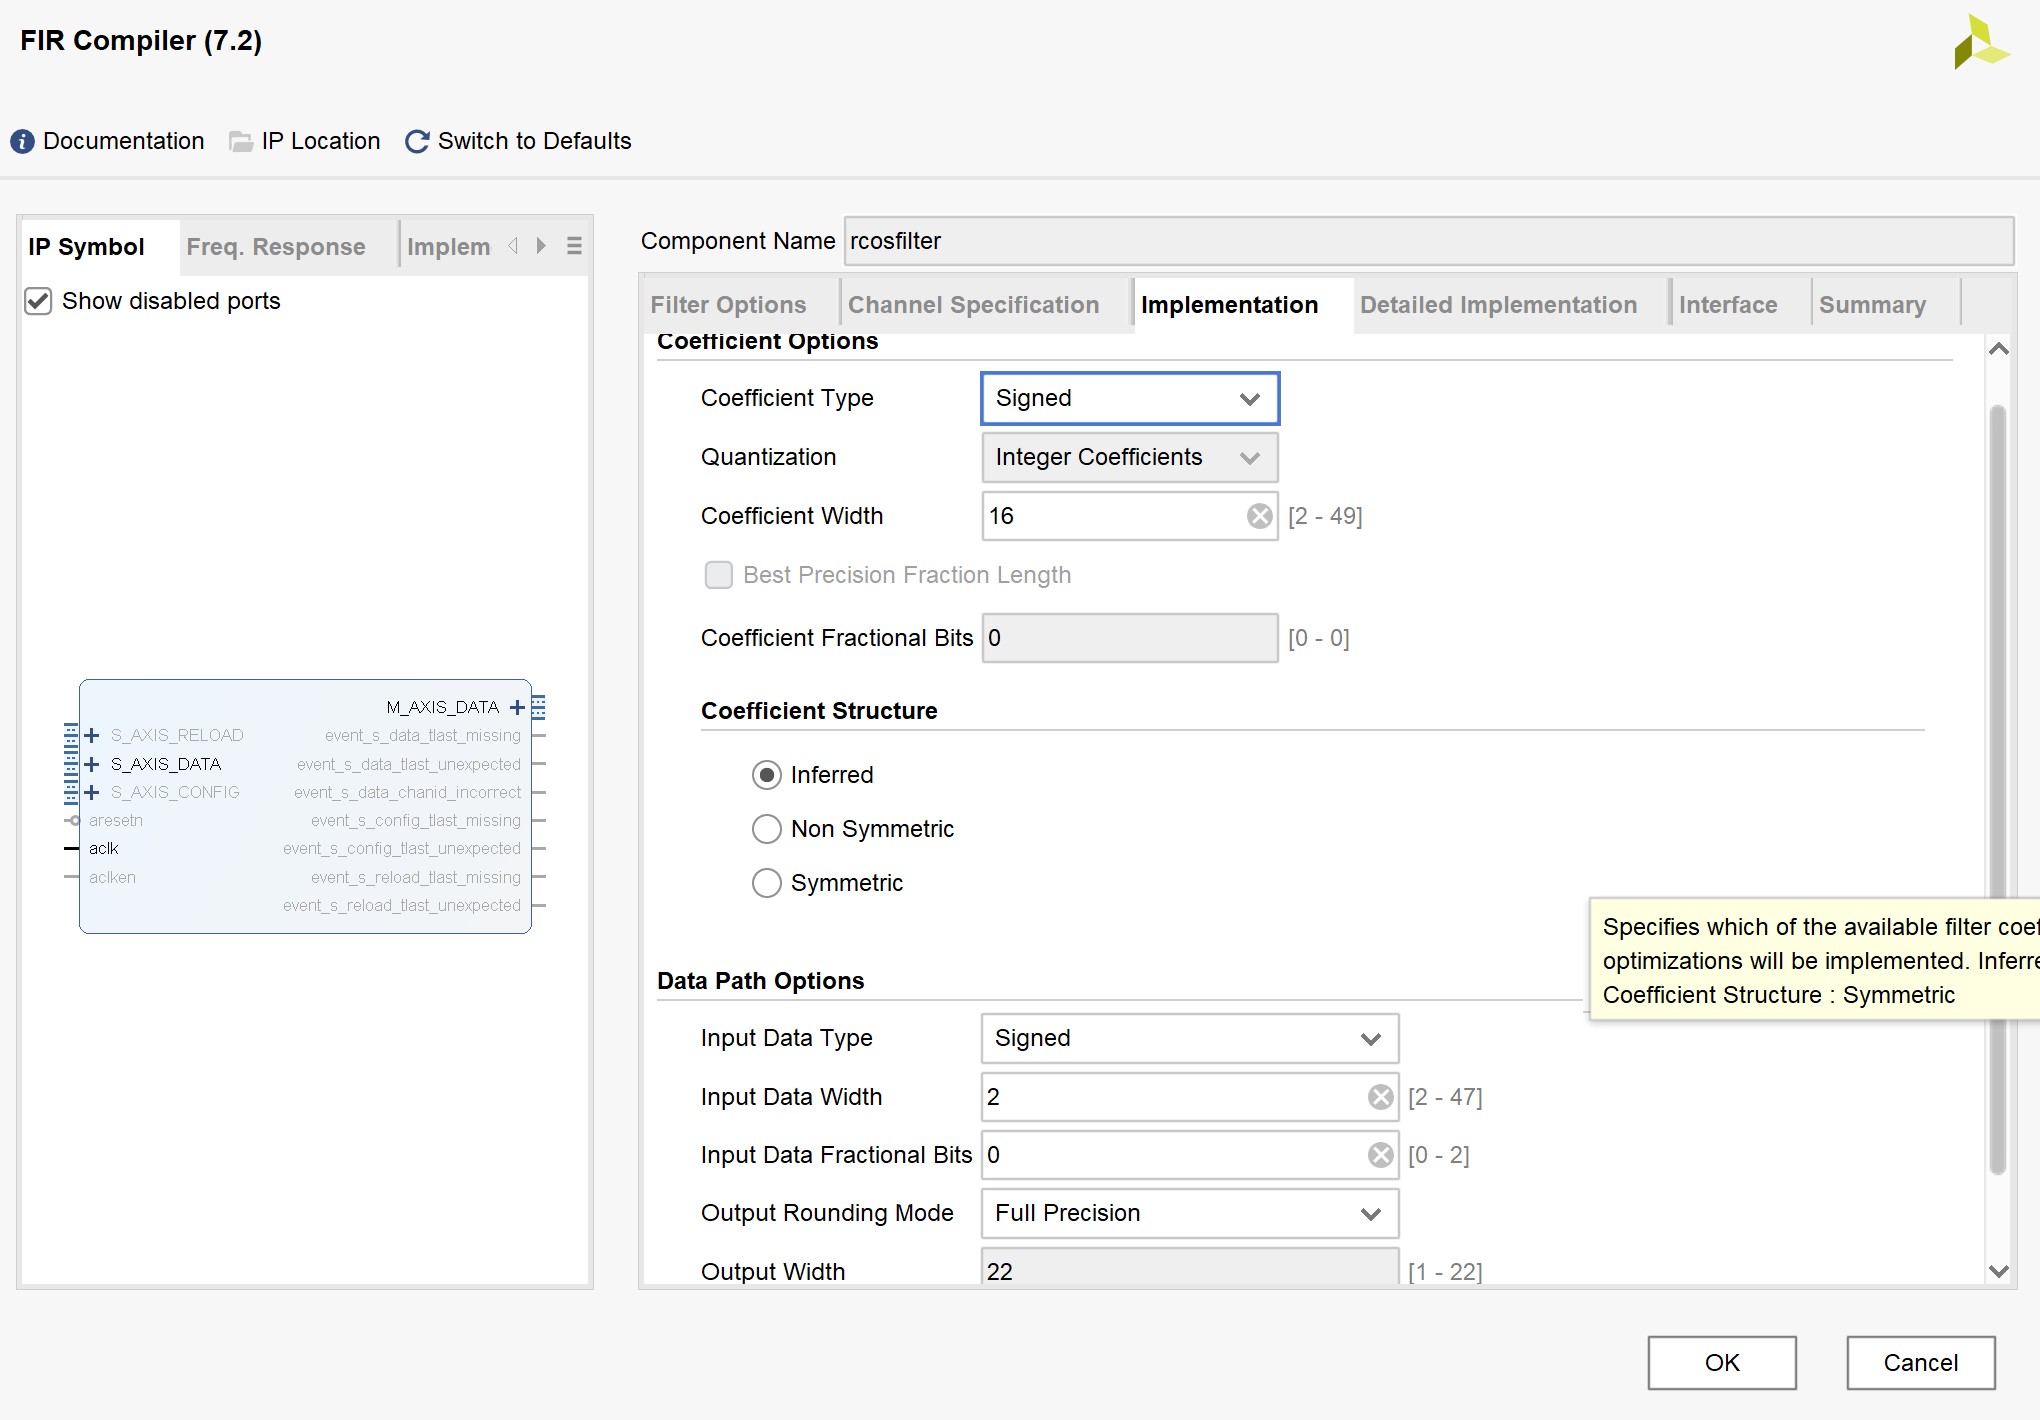 FIR Compiler (7.2)
Documentation IP Location Switch to Defaults
IP Symbol Freq. Response Implem
Show disabled ports
M_AXIS_DATA
S_AXIS_RELOAD event_s_data_tlast_missing
S_AXIS_DATA event_s_data_tlast_unexpected
S_AXIS_CONFIG event_s_data_chanid_incorrect
aresetn event_s_config_tlast_missing
aclk event_s_config_tlast_unexpected
aclken event_s_reload_tlast_missing
event_s_reload_tlast_unexpected
Component Name rcosfilter
Filter Options Channel Specification Implementation Detailed Implementation Interface Summary
Coefficient Options
Coefficient Type Signed
Quantization Integer Coefficients
Coefficient Width 16 [2 - 49]
Best Precision Fraction Length
Coefficient Fractional Bits 0 [0 - 0]
Coefficient Structure
Inferred
Non Symmetric
Symmetric
Specifies which of the available filter coef
optimizations will be implemented. Inferre
Coefficient Structure : Symmetric
Data Path Options
Input Data Type Signed
Input Data Width 2 [2 - 47]
Input Data Fractional Bits 0 [0 - 2]
Output Rounding Mode Full Precision
Output Width 22 [1 - 22]
OK Cancel